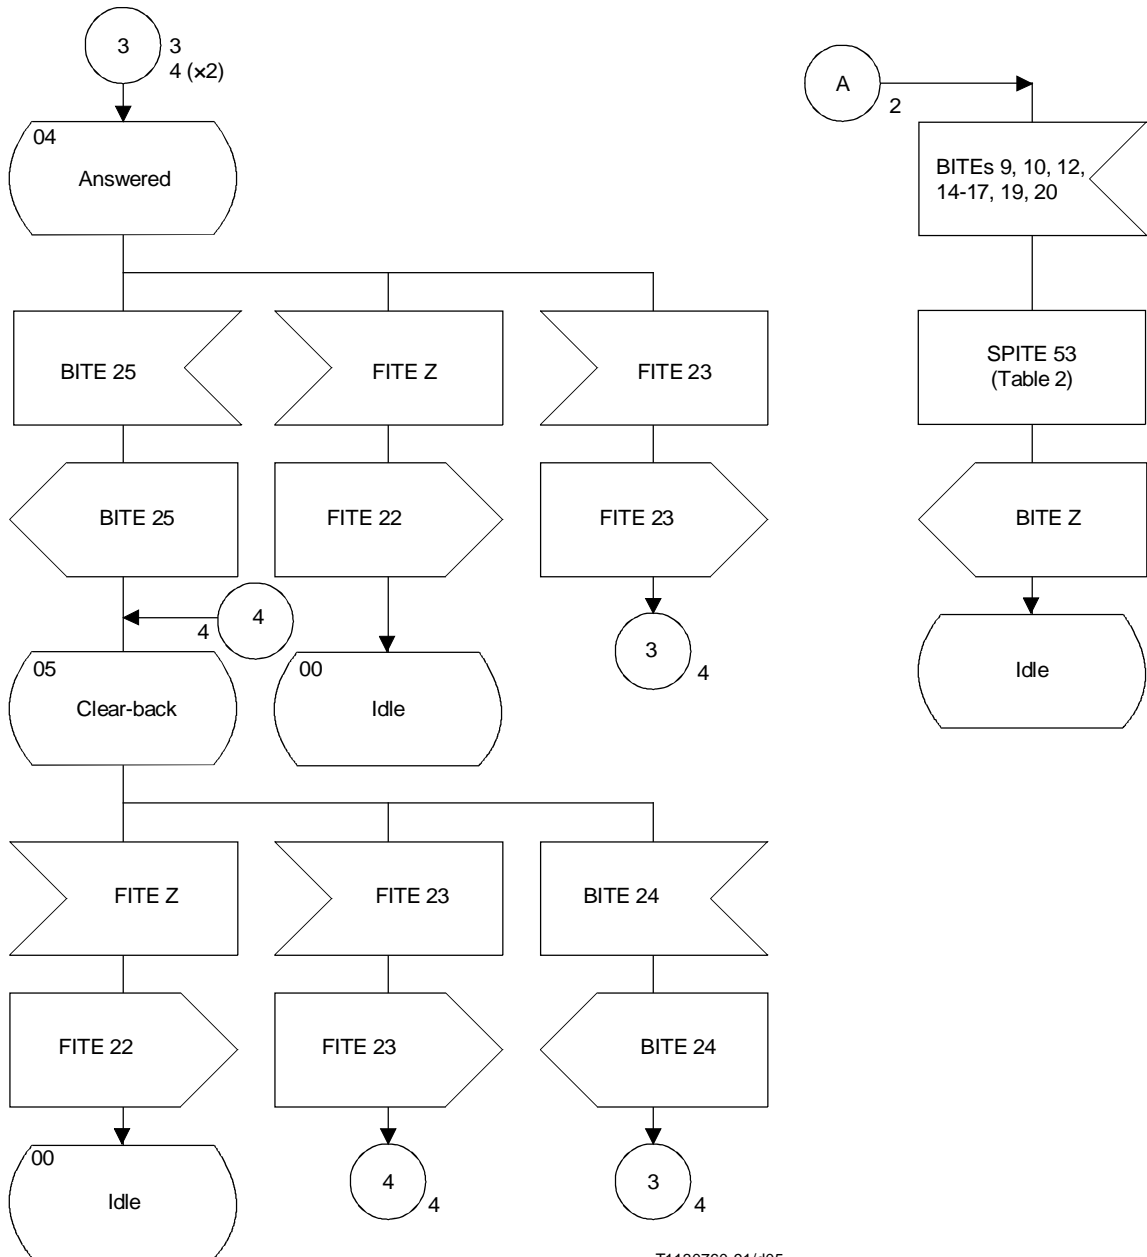 3
3
4 (×2)
A
2
04
Answered
BITEs 9, 10, 12,
14-17, 19, 20
BITE 25
FITE Z
FITE 23
SPITE 53
(Table 2)
BITE 25
FITE 22
FITE 23
BITE Z
4
4
3
4
05
Clear-back
00
Idle
Idle
FITE Z
FITE 23
BITE 24
FITE 22
FITE 23
BITE 24
00
Idle
4
4
3
4